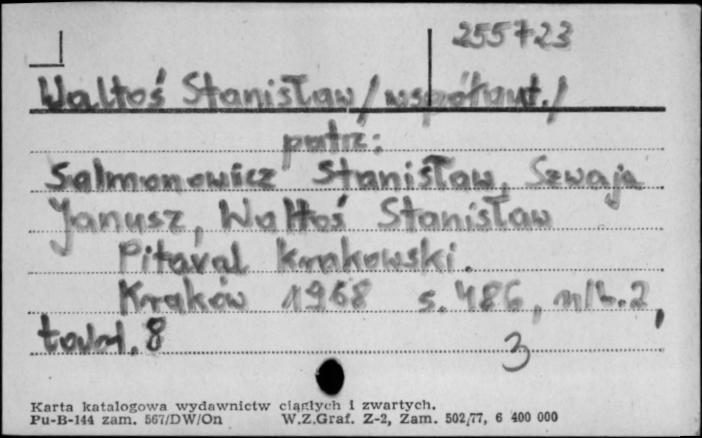 255723
Waltoś Stanisław /współaut./
patrz:
Salmonowicz Stanisław, Szwaja
Janusz, Waltoś Stanisław
Pitaval krakowski.
Kraków 1968 s. 486, nlb. 2,
tabl. 8
3
Karta katalogowa wydawnictw ciągłych i zwartych.
Pu-B-144 zam. 567/DW/On W.Z.Graf. Z-2, Zam. 502/77, 6 400 000